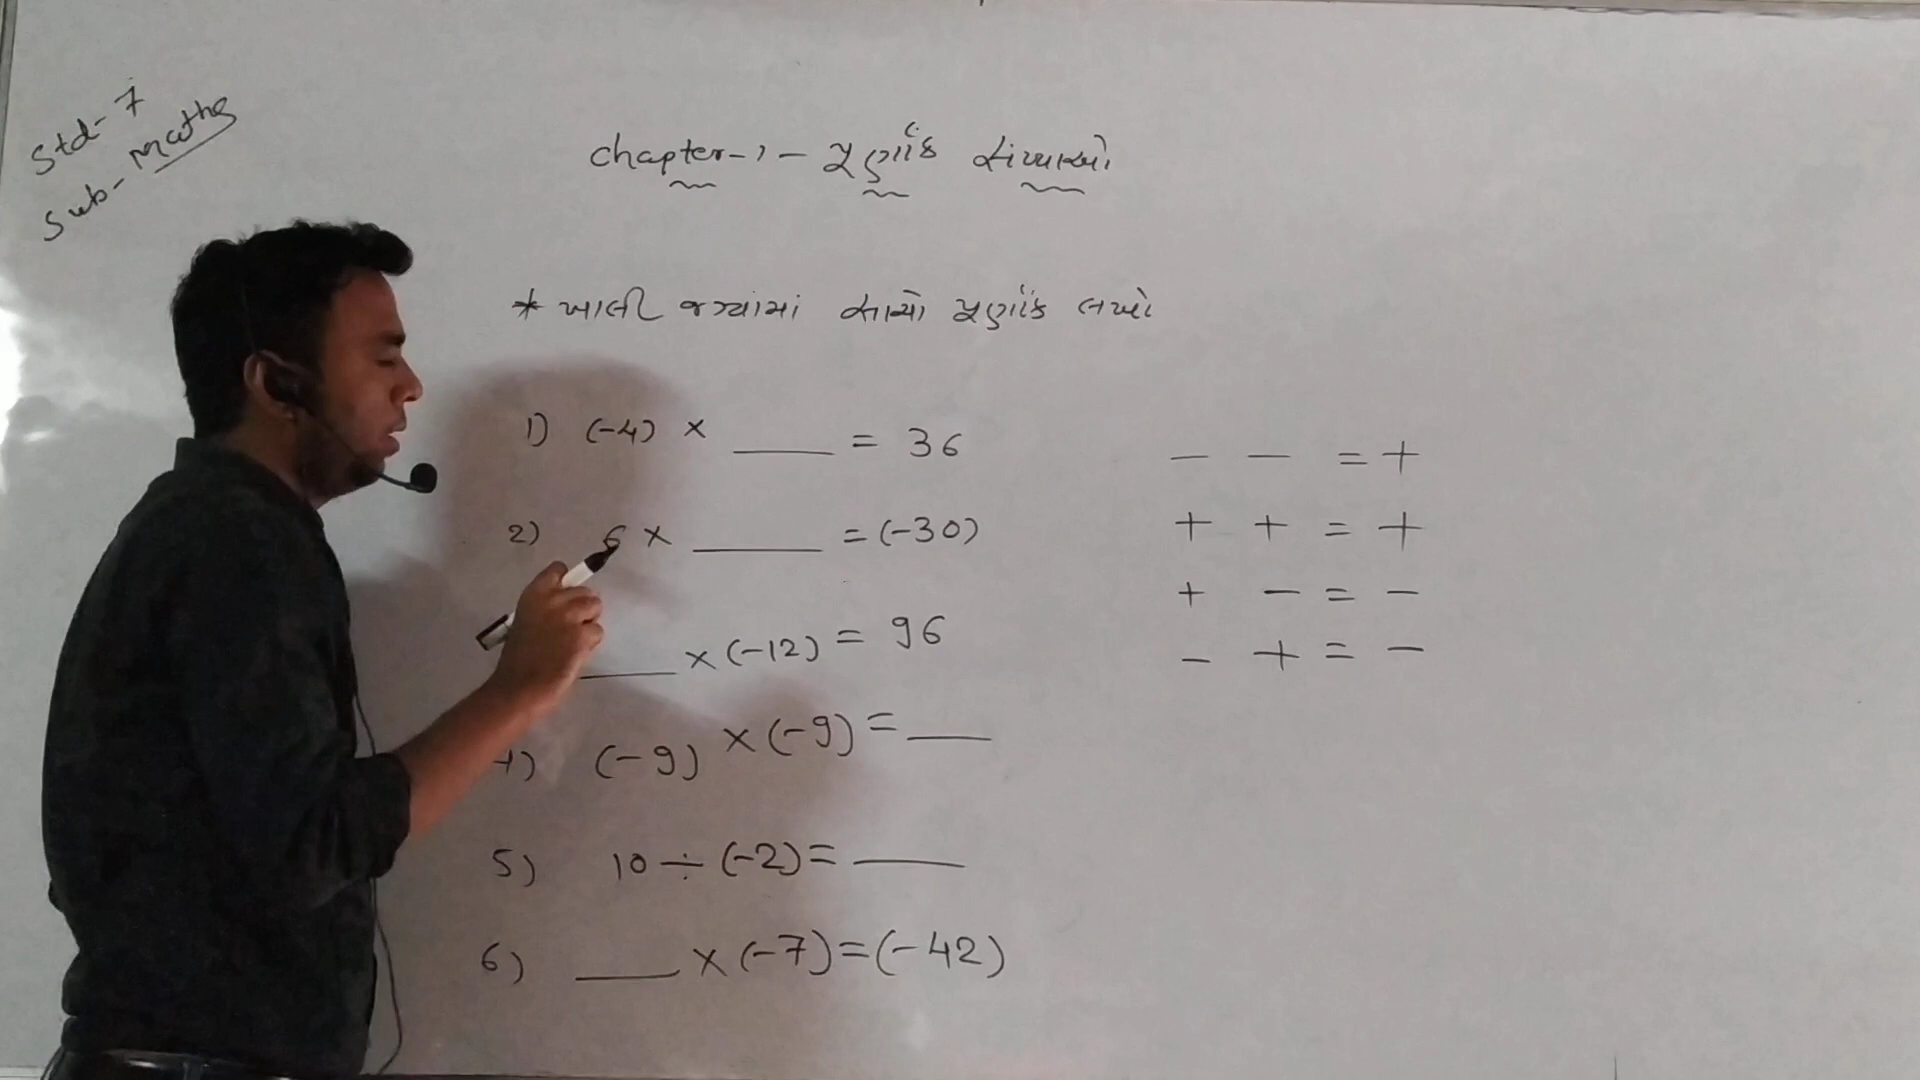 Std-7
Sub-Maths
chapter-1 - પૂર્ણાંક સંખ્યાઓ
* ખાલી જગ્યામાં સાચો પૂર્ણાંક લખો
1) (-4) × ____ = 36
2) 6 × ____ = (-30)
____ × (-12) = 96
4) (-9) × (-9) = ____
5) 10 ÷ (-2) = ____
6) ____ × (-7) = (-42)
- - = +
+ + = +
+ - = -
- + = -